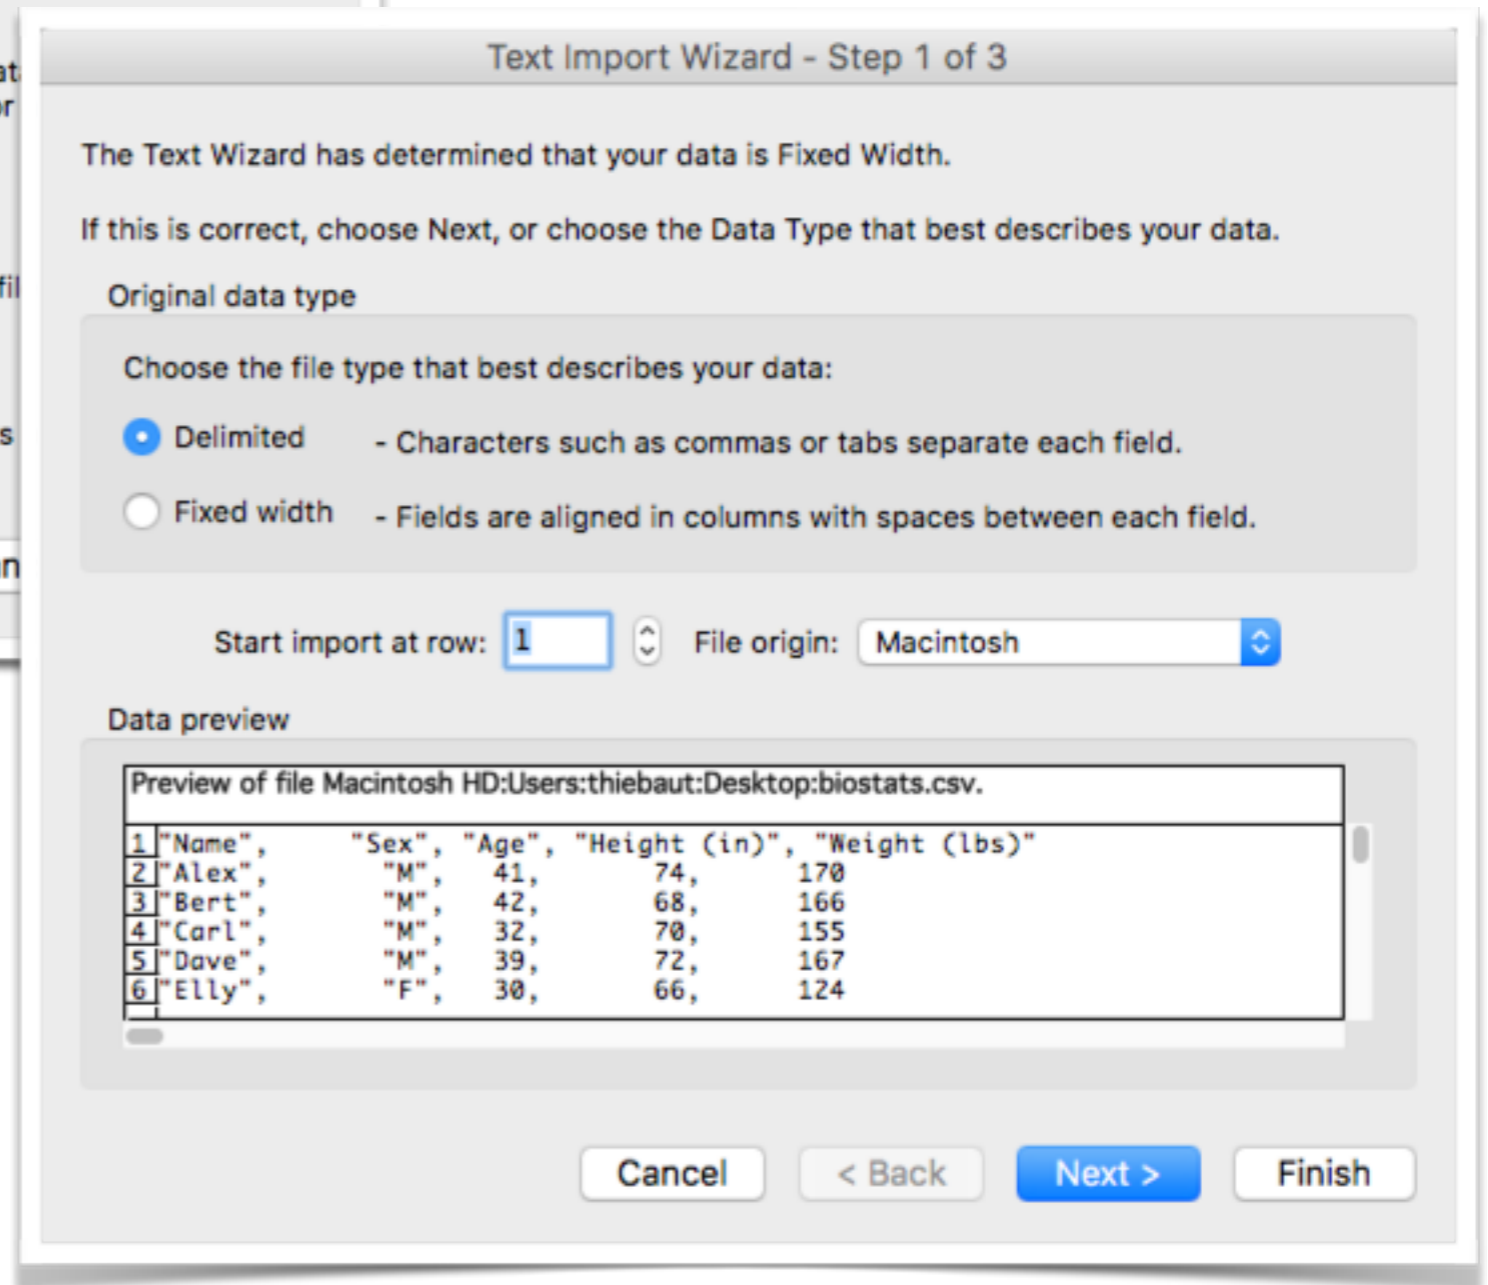 at
or
fil
s
an
Text Import Wizard - Step 1 of 3
The Text Wizard has determined that your data is Fixed Width.
If this is correct, choose Next, or choose the Data Type that best describes your data.
Original data type
Choose the file type that best describes your data:
Delimited - Characters such as commas or tabs separate each field.
Fixed width - Fields are aligned in columns with spaces between each field.
Start import at row: 1 File origin: Macintosh
Data preview
Preview of file Macintosh HD:Users:thiebaut:Desktop:biostats.csv.
1 "Name", "Sex", "Age", "Height (in)", "Weight (lbs)"
2 "Alex", "M", 41, 74, 170
3 "Bert", "M", 42, 68, 166
4 "Carl", "M", 32, 70, 155
5 "Dave", "M", 39, 72, 167
6 "Elly", "F", 30, 66, 124
Cancel < Back Next > Finish